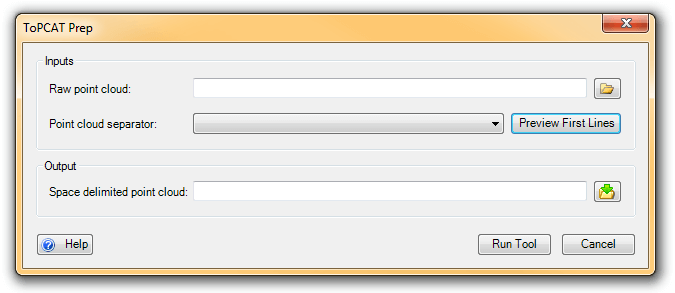 ToPCAT Prep
Inputs
Raw point cloud:
Point cloud separator:
Preview First Lines
Output
Space delimited point cloud:
Help
Run Tool
Cancel